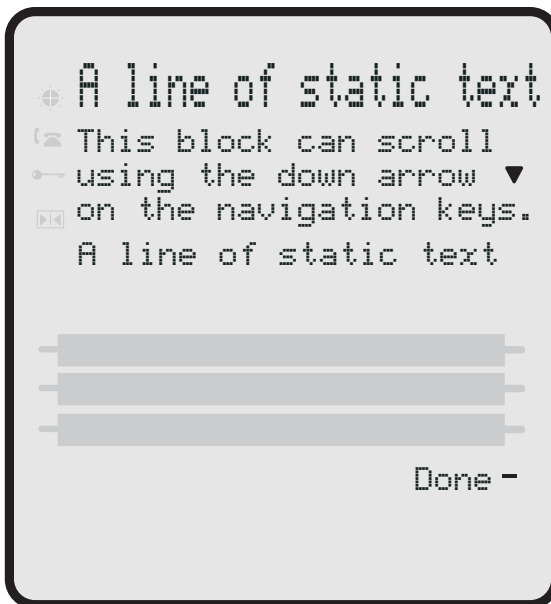 A line of static text
This block can scroll
using the down arrow ▼
on the navigation keys.
A line of static text
Done